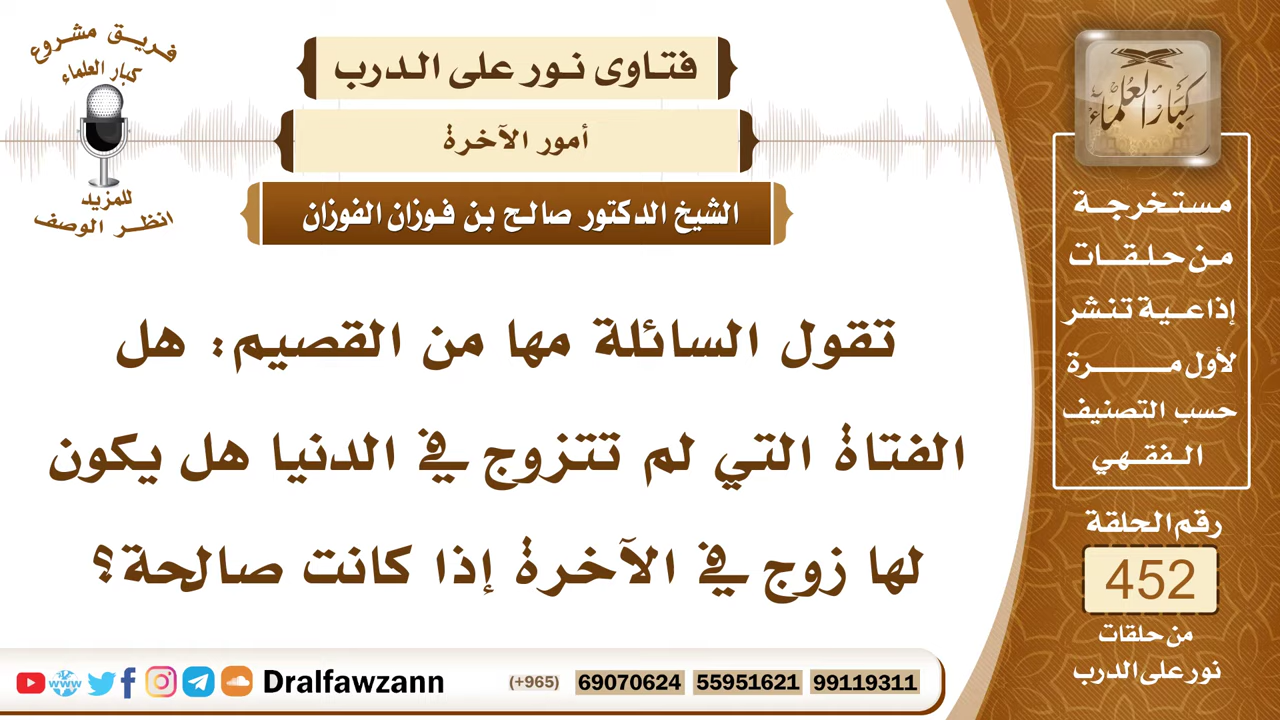 فريق مشروع
كبار العلماء
للمزيد
انظر الوصف
فتاوى نور على الدرب
أمور الآخرة
الشيخ الدكتور صالح بن فوزان الفوزان
تقول السائلة مها من القصيم: هل
الفتاة التي لم تتزوج في الدنيا هل يكون
لها زوج في الآخرة إذا كانت صالحة؟
كبار العلماء
مستخرجة
من حلقات
إذاعية تنشر
لأول مرة
حسب التصنيف
الفقهي
رقم الحلقة
452
من حلقات
نور على الدرب
www Dralfawzann (+965) 69070624 55951621 99119311